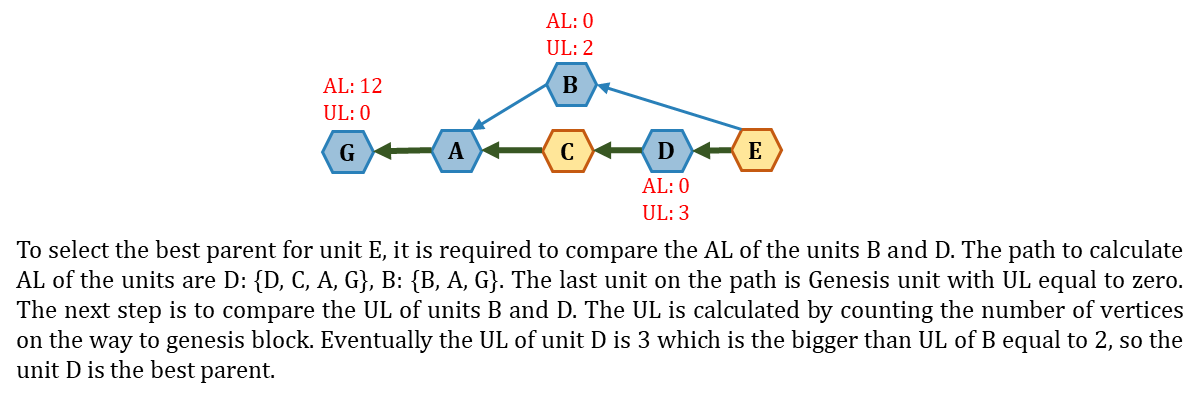 AL: 0
UL: 2
B
AL: 12
UL: 0
G
A
C
D
E
AL: 0
UL: 3
To select the best parent for unit E, it is required to compare the AL of the units B and D. The path to calculate
AL of the units are D: {D, C, A, G}, B: {B, A, G}. The last unit on the path is Genesis unit with UL equal to zero.
The next step is to compare the UL of units B and D. The UL is calculated by counting the number of vertices
on the way to genesis block. Eventually the UL of unit D is 3 which is the bigger than UL of B equal to 2, so the
unit D is the best parent.